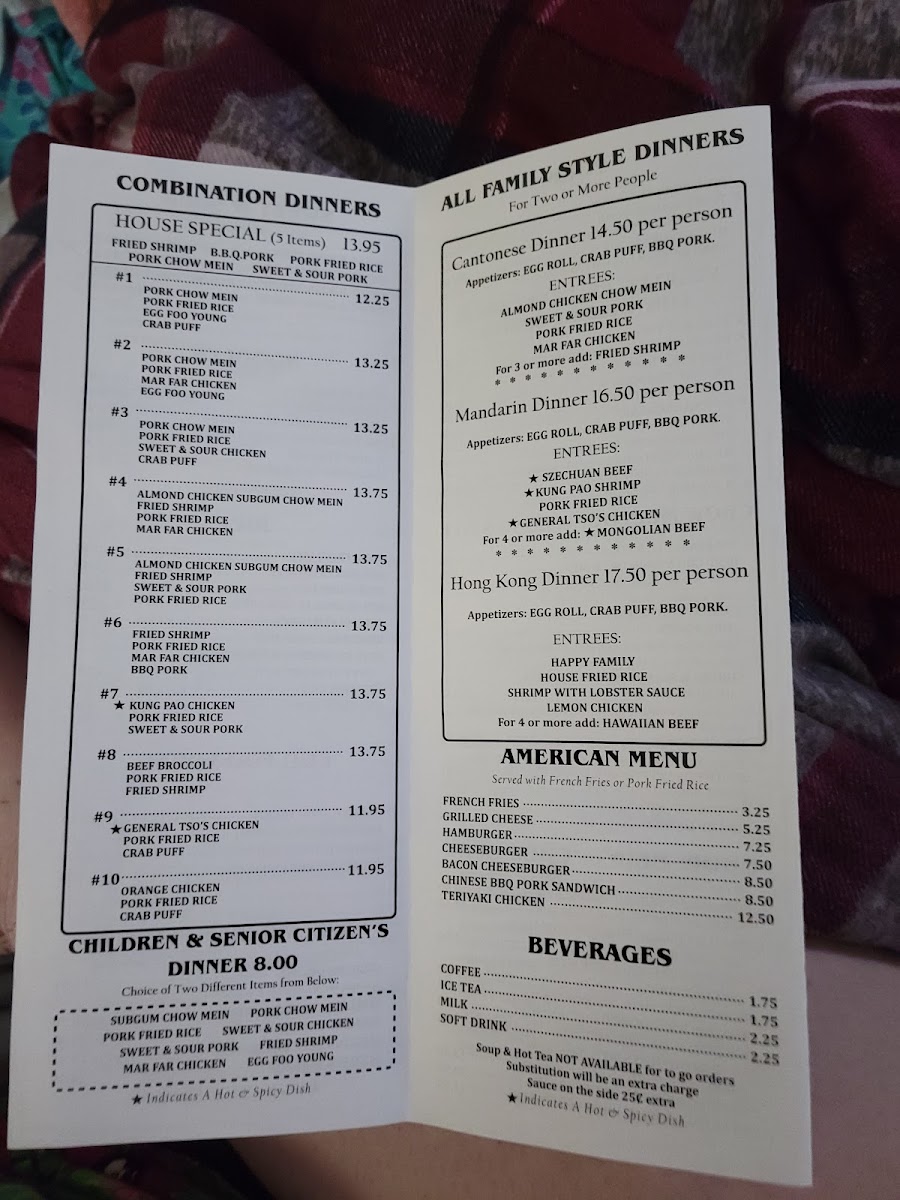 COMBINATION DINNERS
HOUSE SPECIAL (5 Items) 13.95
FRIED SHRIMP B.B.Q.PORK PORK FRIED RICE
PORK CHOW MEIN SWEET & SOUR PORK
#1 12.25
PORK CHOW MEIN
PORK FRIED RICE
EGG FOO YOUNG
CRAB PUFF
#2 13.25
PORK CHOW MEIN
PORK FRIED RICE
MAR FAR CHICKEN
EGG FOO YOUNG
#3 13.25
PORK CHOW MEIN
PORK FRIED RICE
SWEET & SOUR CHICKEN
CRAB PUFF
#4 13.75
ALMOND CHICKEN SUBGUM CHOW MEIN
FRIED SHRIMP
PORK FRIED RICE
MAR FAR CHICKEN
#5 13.75
ALMOND CHICKEN SUBGUM CHOW MEIN
FRIED SHRIMP
SWEET & SOUR PORK
PORK FRIED RICE
#6 13.75
FRIED SHRIMP
PORK FRIED RICE
MAR FAR CHICKEN
BBQ PORK
#7 13.75
★ KUNG PAO CHICKEN
PORK FRIED RICE
SWEET & SOUR PORK
#8 13.75
BEEF BROCCOLI
PORK FRIED RICE
FRIED SHRIMP
#9 11.95
★ GENERAL TSO'S CHICKEN
PORK FRIED RICE
CRAB PUFF
#10 11.95
ORANGE CHICKEN
PORK FRIED RICE
CRAB PUFF
CHILDREN & SENIOR CITIZEN'S
DINNER 8.00
Choice of Two Different Items from Below:
SUBGUM CHOW MEIN PORK CHOW MEIN
PORK FRIED RICE SWEET & SOUR CHICKEN
SWEET & SOUR PORK FRIED SHRIMP
MAR FAR CHICKEN EGG FOO YOUNG
★ Indicates A Hot & Spicy Dish
ALL FAMILY STYLE DINNERS
For Two or More People
Cantonese Dinner 14.50 per person
Appetizers: EGG ROLL, CRAB PUFF, BBQ PORK.
ENTREES:
ALMOND CHICKEN CHOW MEIN
SWEET & SOUR PORK
PORK FRIED RICE
MAR FAR CHICKEN
For 3 or more add: FRIED SHRIMP
* * * * * * * * * * * *
Mandarin Dinner 16.50 per person
Appetizers: EGG ROLL, CRAB PUFF, BBQ PORK.
ENTREES:
★ SZECHUAN BEEF
★ KUNG PAO SHRIMP
PORK FRIED RICE
★ GENERAL TSO'S CHICKEN
For 4 or more add: ★ MONGOLIAN BEEF
* * * * * * * * * * * *
Hong Kong Dinner 17.50 per person
Appetizers: EGG ROLL, CRAB PUFF, BBQ PORK.
ENTREES:
HAPPY FAMILY
HOUSE FRIED RICE
SHRIMP WITH LOBSTER SAUCE
LEMON CHICKEN
For 4 or more add: HAWAIIAN BEEF
AMERICAN MENU
Served with French Fries or Pork Fried Rice
FRENCH FRIES 3.25
GRILLED CHEESE 5.25
HAMBURGER 7.25
CHEESEBURGER 7.50
BACON CHEESEBURGER 8.50
CHINESE BBQ PORK SANDWICH 8.50
TERIYAKI CHICKEN 12.50
BEVERAGES
COFFEE 1.75
ICE TEA 1.75
MILK 2.25
SOFT DRINK 2.25
Soup & Hot Tea NOT AVAILABLE for to go orders
Substitution will be an extra charge
Sauce on the side 25¢ extra
★ Indicates A Hot & Spicy Dish